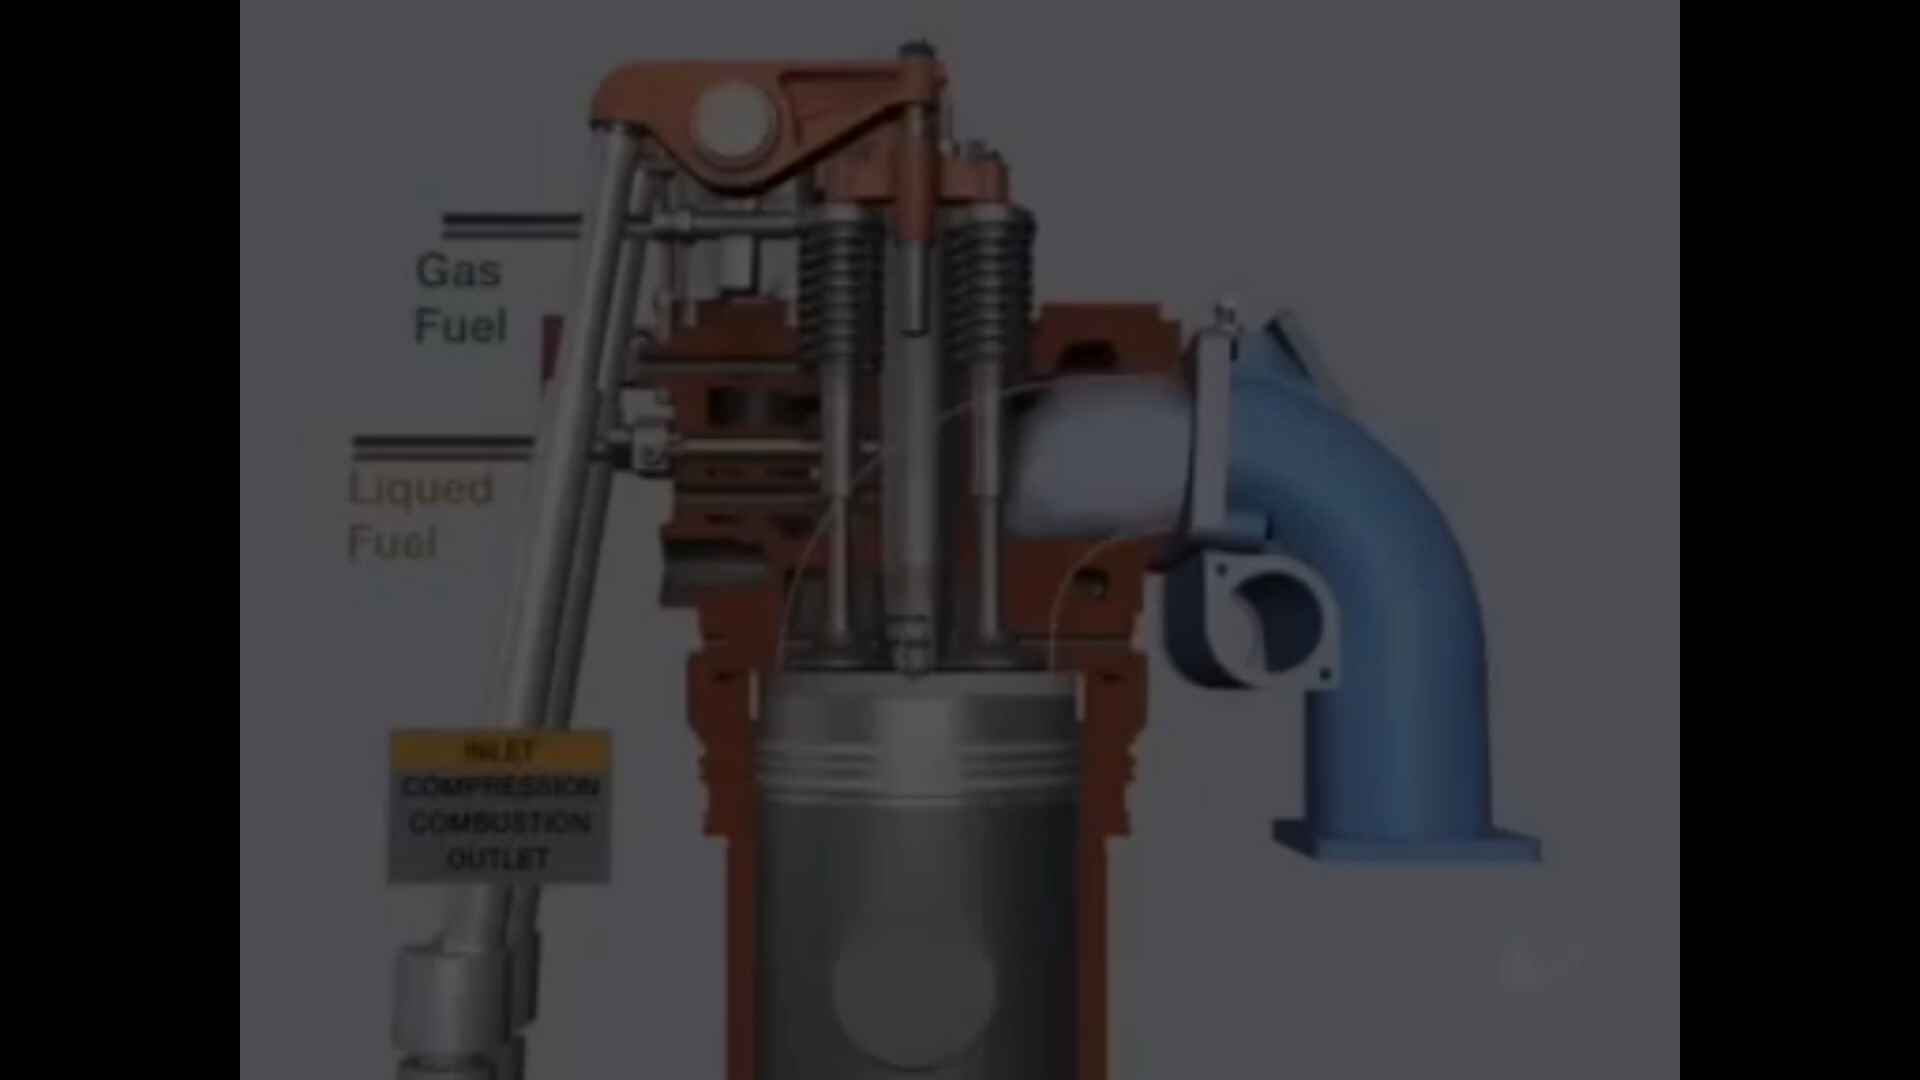 Gas
Fuel
Liqued
Fuel
INLET
COMPRESSION
COMBUSTION
OUTLET